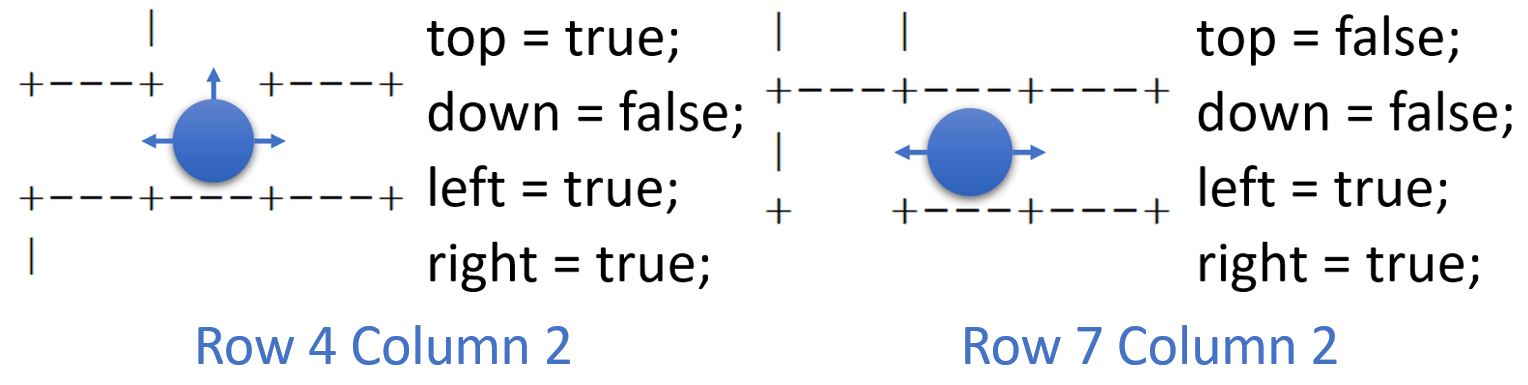 |
+---+   +---+
+---+---+---+
|
top = true;
down = false;
left = true;
right = true;
Row 4 Column 2
|   |
+---+---+---+
|
+   +---+---+
top = false;
down = false;
left = true;
right = true;
Row 7 Column 2